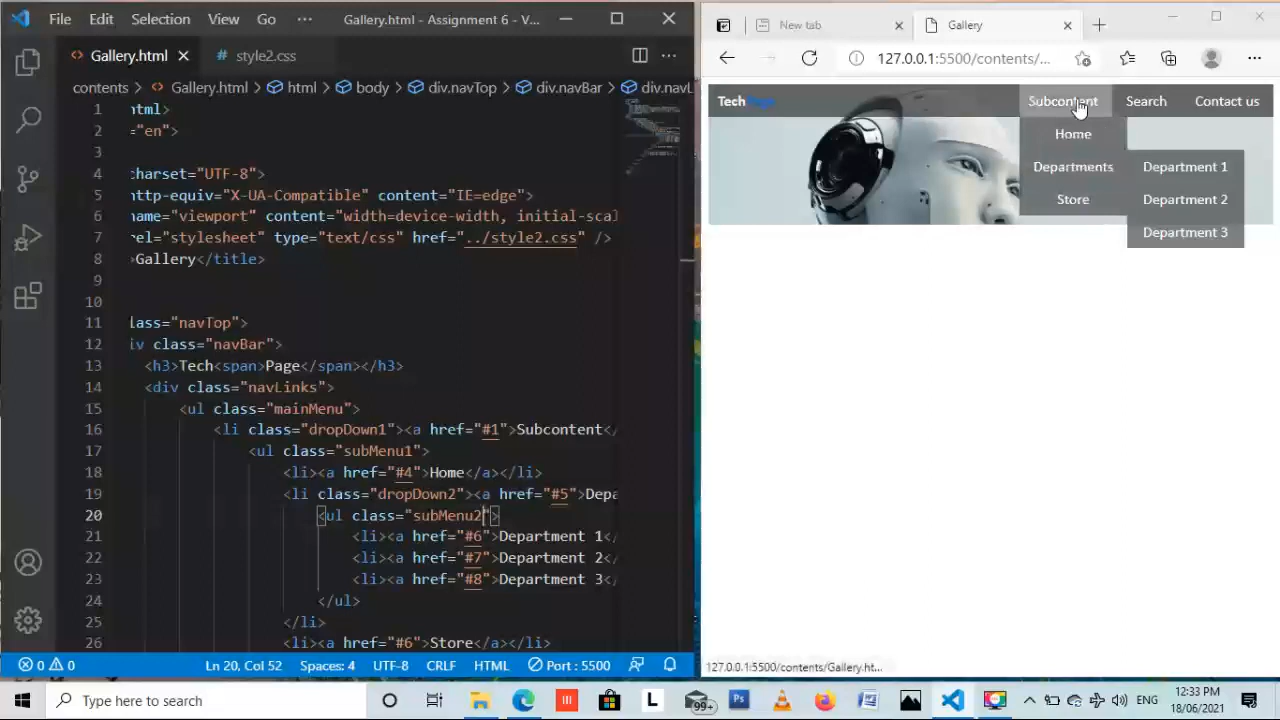 File Edit Selection View Go ··· Gallery.html - Assignment 6 - V...
Gallery.html style2.css ···
contents > Gallery.html > html > body > div.navTop > div.navBar > div.navL
1 html>
2 ="en">
3
4 charset="UTF-8">
5 http-equiv="X-UA-Compatible" content="IE=edge">
6 name="viewport" content="width=device-width, initial-scal
7 rel="stylesheet" type="text/css" href="../style2.css" />
8 >Gallery</title>
9
10
11 lass="navTop">
12 iv class="navBar">
13 <h3>Tech<span>Page</span></h3>
14 <div class="navLinks">
15 <ul class="mainMenu">
16 <li class="dropDown1"><a href="#1">Subcontent</
17 <ul class="subMenu1">
18 <li><a href="#4">Home</a></li>
19 <li class="dropDown2"><a href="#5">Depa
20 <ul class="subMenu2">
21 <li><a href="#6">Department 1</
22 <li><a href="#7">Department 2</
23 <li><a href="#8">Department 3</
24 </ul>
25 </li>
26 <li><a href="#6">Store</a></li>
0 0 Ln 20, Col 52 Spaces: 4 UTF-8 CRLF HTML Port : 5500
New tab Gallery
127.0.0.1:5500/contents/... ···
TechPage Subcontent Search Contact us
Home
Departments Department 1
Store Department 2
Department 3
127.0.0.1:5500/contents/Gallery.ht...
Type here to search L 99+ Ps ENG 12:33 PM
18/06/2021